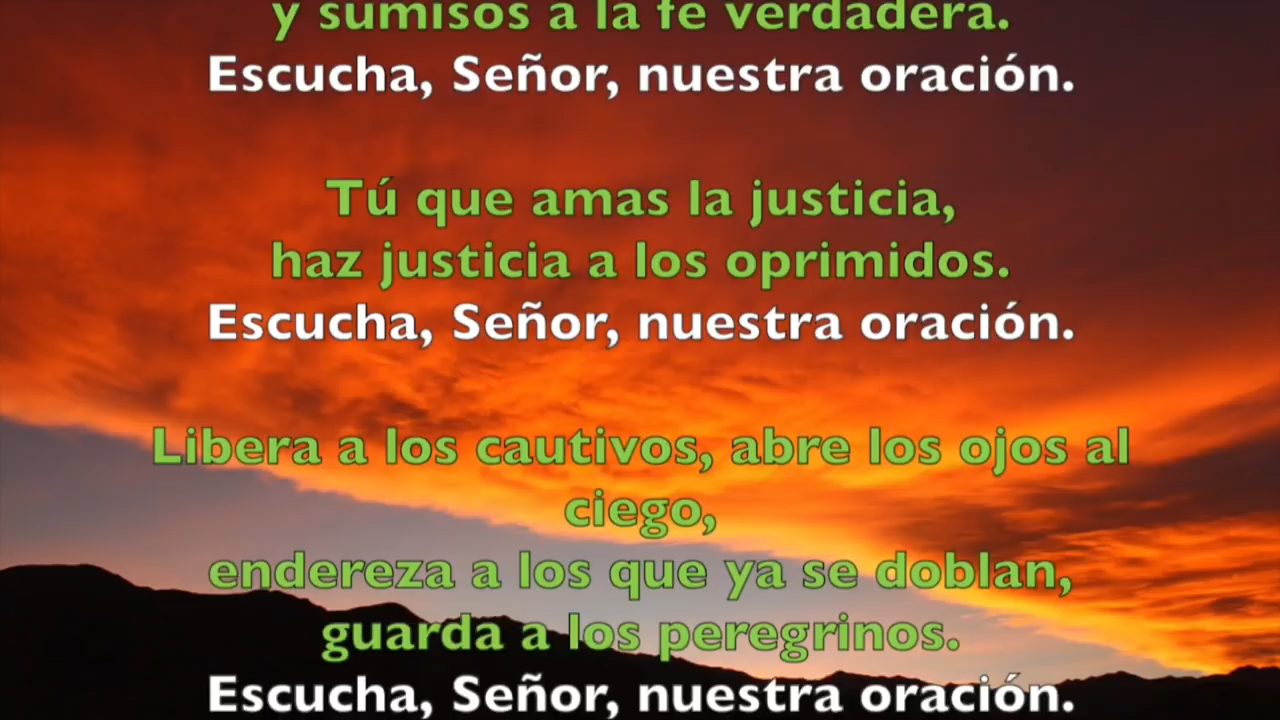 y sumisos a la fe verdadera.
Escucha, Señor, nuestra oración.
Tú que amas la justicia,
haz justicia a los oprimidos.
Escucha, Señor, nuestra oración.
Libera a los cautivos, abre los ojos al
ciego,
endereza a los que ya se doblan,
guarda a los peregrinos.
Escucha, Señor, nuestra oración.